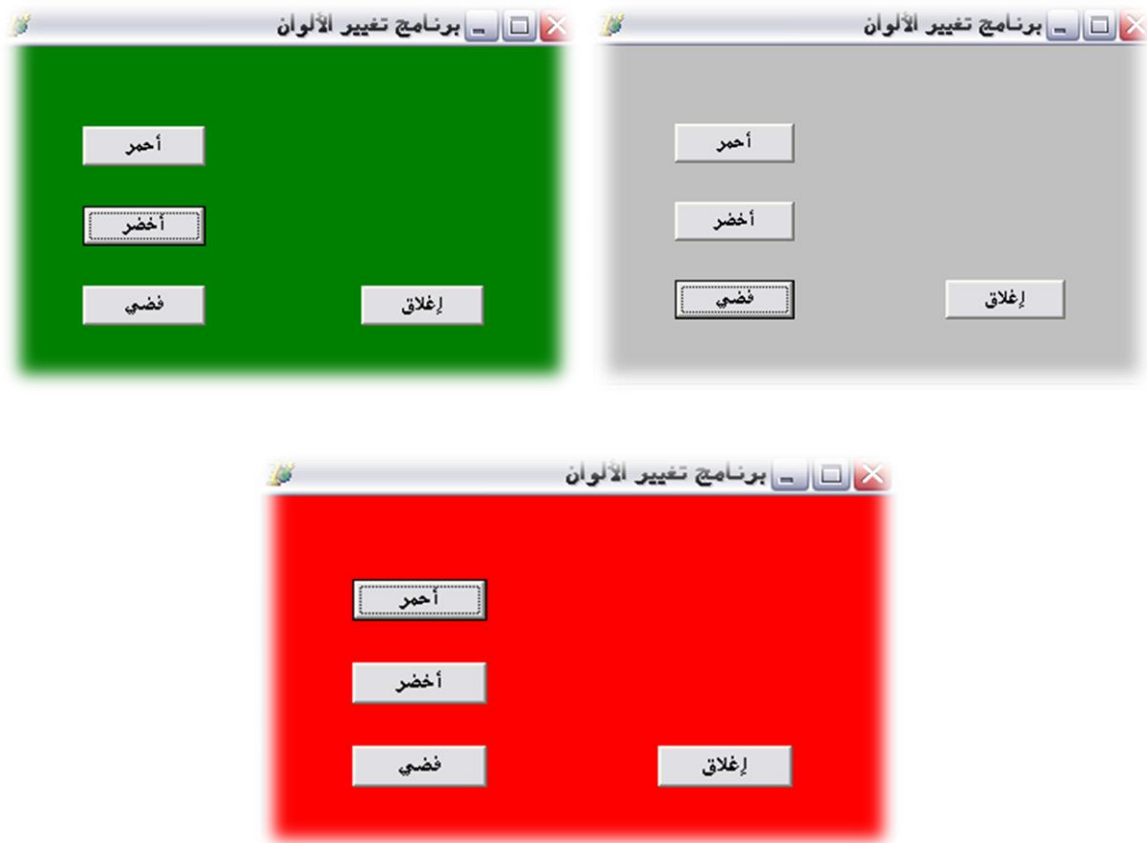 برنامج تغيير الألوان
أحمر
أخضر
فضي
إغلاق
برنامج تغيير الألوان
أحمر
أخضر
فضي
إغلاق
برنامج تغيير الألوان
أحمر
أخضر
فضي
إغلاق